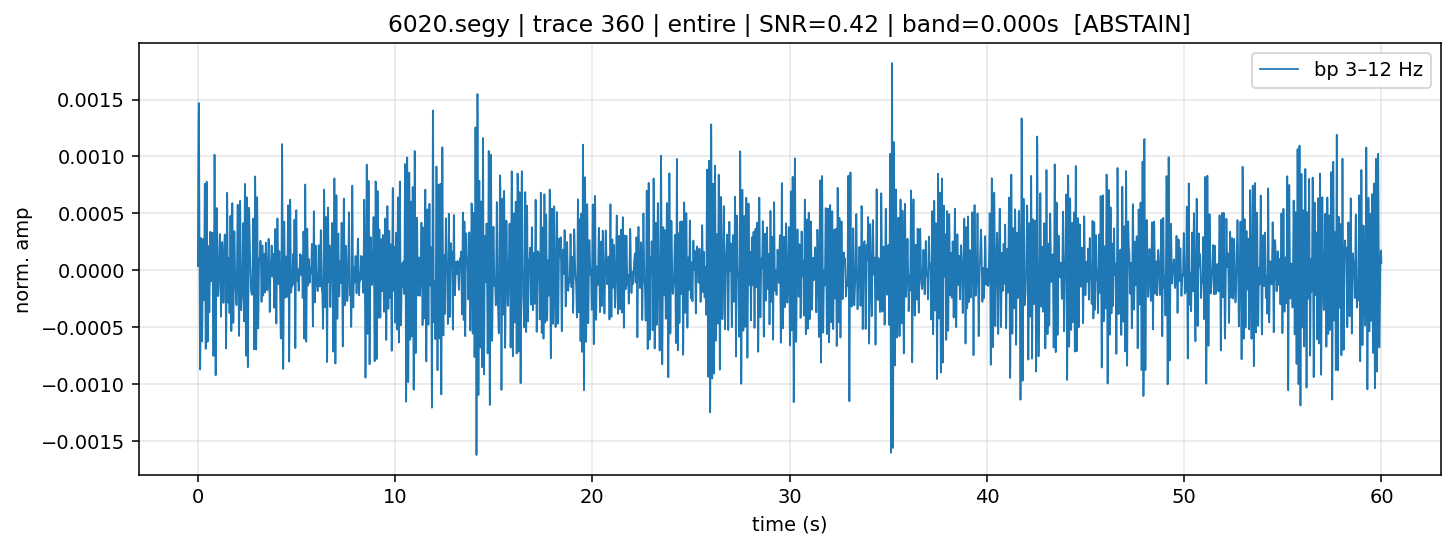 6020.segy | trace 360 | entire | SNR=0.42 | band=0.000s  [ABSTAIN]
bp 3–12 Hz
norm. amp
0.0015
0.0010
0.0005
0.0000
−0.0005
−0.0010
−0.0015
0 10 20 30 40 50 60
time (s)